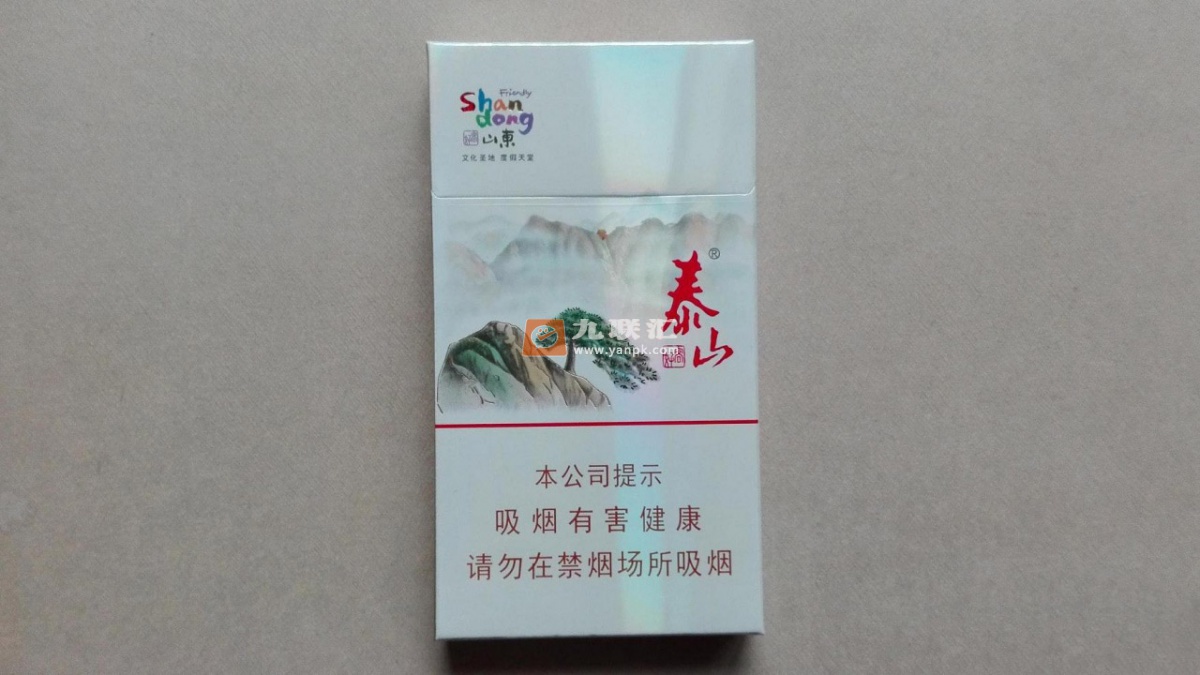 Friendly
Shan
dong
山東
文化圣地 度假天堂
泰山®
九联汇
www.yanpk.com
本公司提示
吸烟有害健康
请勿在禁烟场所吸烟